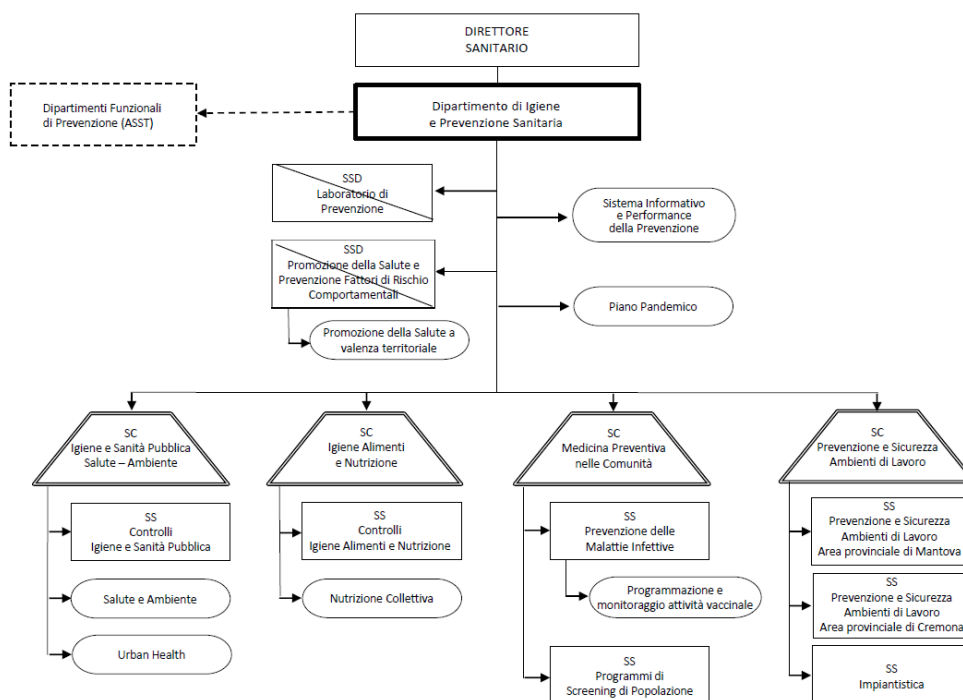 DIRETTORE
SANITARIO
Dipartimenti Funzionali
di Prevenzione (ASST)
Dipartimento di Igiene
e Prevenzione Sanitaria
SSD
Laboratorio di
Prevenzione
Sistema Informativo
e Performance
della Prevenzione
SSD
Promozione della Salute e
Prevenzione Fattori di Rischio
Comportamentali
Piano Pandemico
Promozione della Salute a
valenza territoriale
SC
Igiene e Sanità Pubblica
Salute – Ambiente
SC
Igiene Alimenti
e Nutrizione
SC
Medicina Preventiva
nelle Comunità
SC
Prevenzione e Sicurezza
Ambienti di Lavoro
SS
Controlli
Igiene e Sanità Pubblica
Salute e Ambiente
Urban Health
SS
Controlli
Igiene Alimenti e Nutrizione
Nutrizione Collettiva
SS
Prevenzione delle
Malattie Infettive
Programmazione e
monitoraggio attività vaccinale
SS
Programmi di
Screening di Popolazione
SS
Prevenzione e Sicurezza
Ambienti di Lavoro
Area provinciale di Mantova
SS
Prevenzione e Sicurezza
Ambienti di Lavoro
Area provinciale di Cremona
SS
Impiantistica